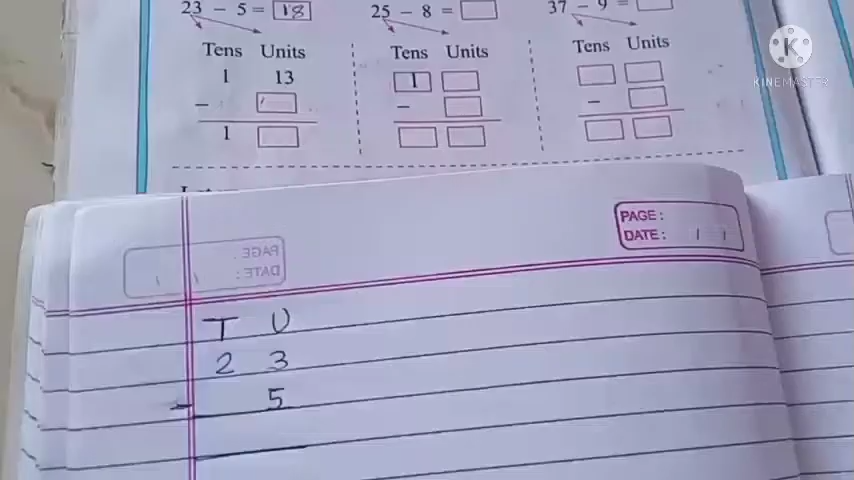 23 - 5 = 18 25 - 8 = 37 - 9 =
Tens Units Tens Units Tens Units
1 13 1
- - -
1
KINEMASTER
PAGE :
DATE : / /
PAGE :
DATE : / /
T U
2 3
- 5